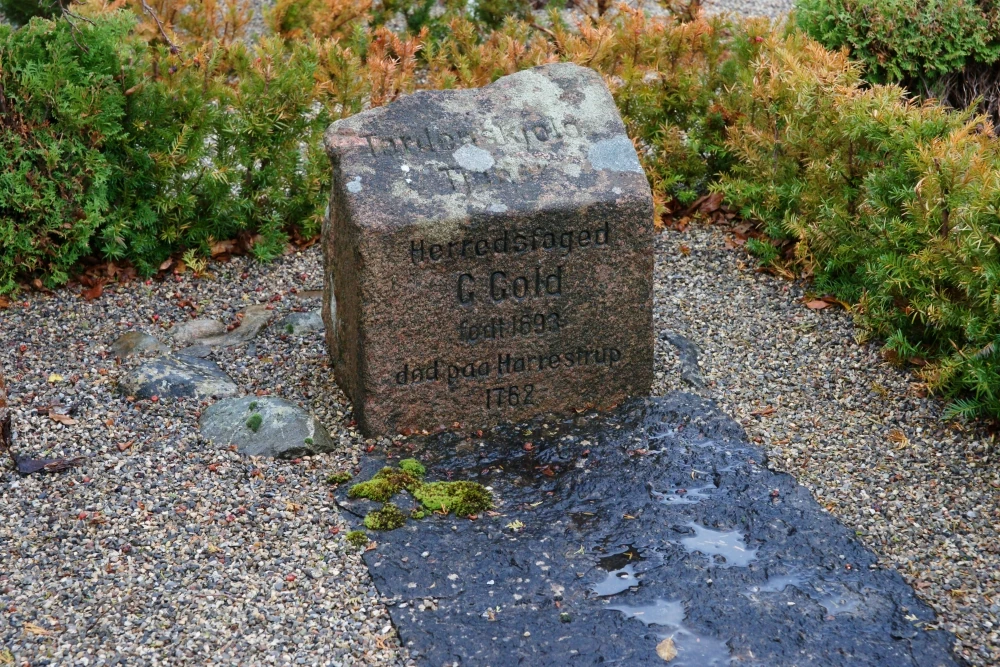 Herredsfoged
C Gold
født 1693
død paa Harrestrup
1762